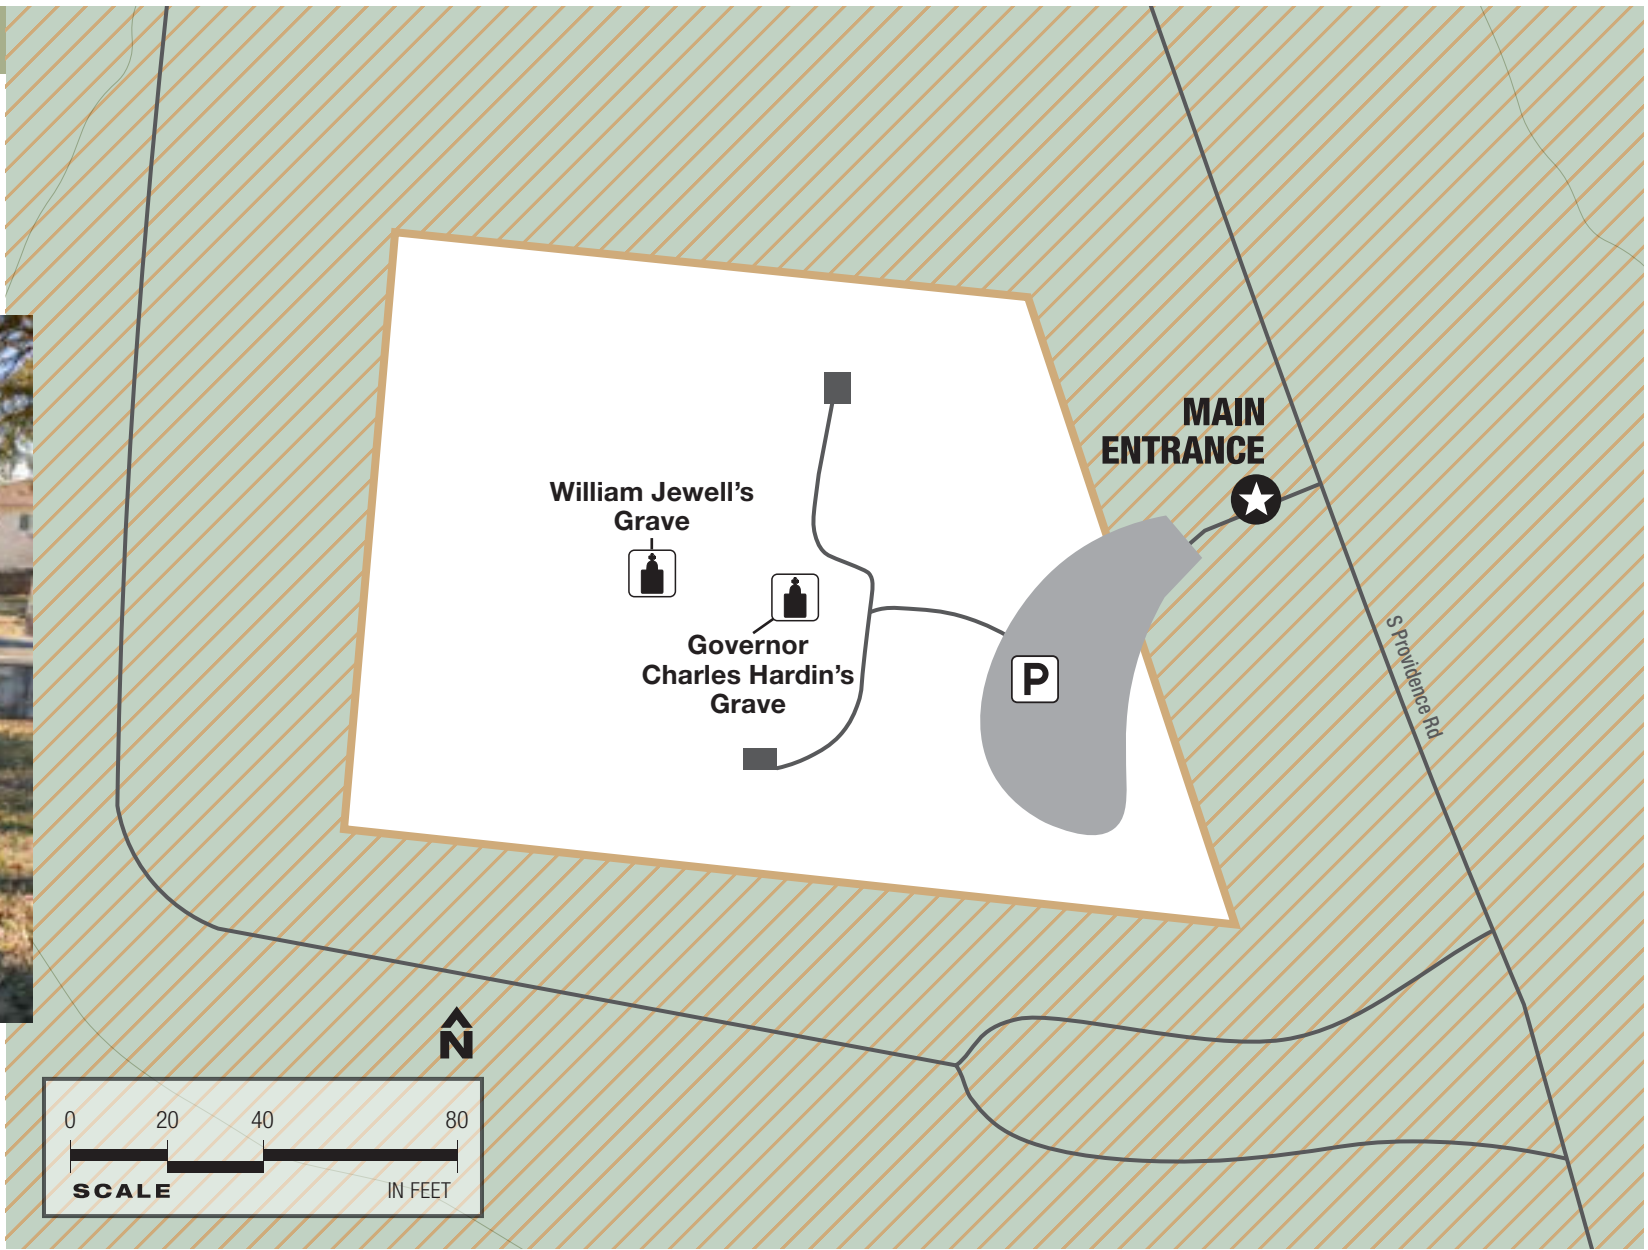 MAIN
ENTRANCE
William Jewell’s
Grave
Governor
Charles Hardin’s
Grave
P
S Providence Rd
N
0 20 40 80
SCALE IN FEET